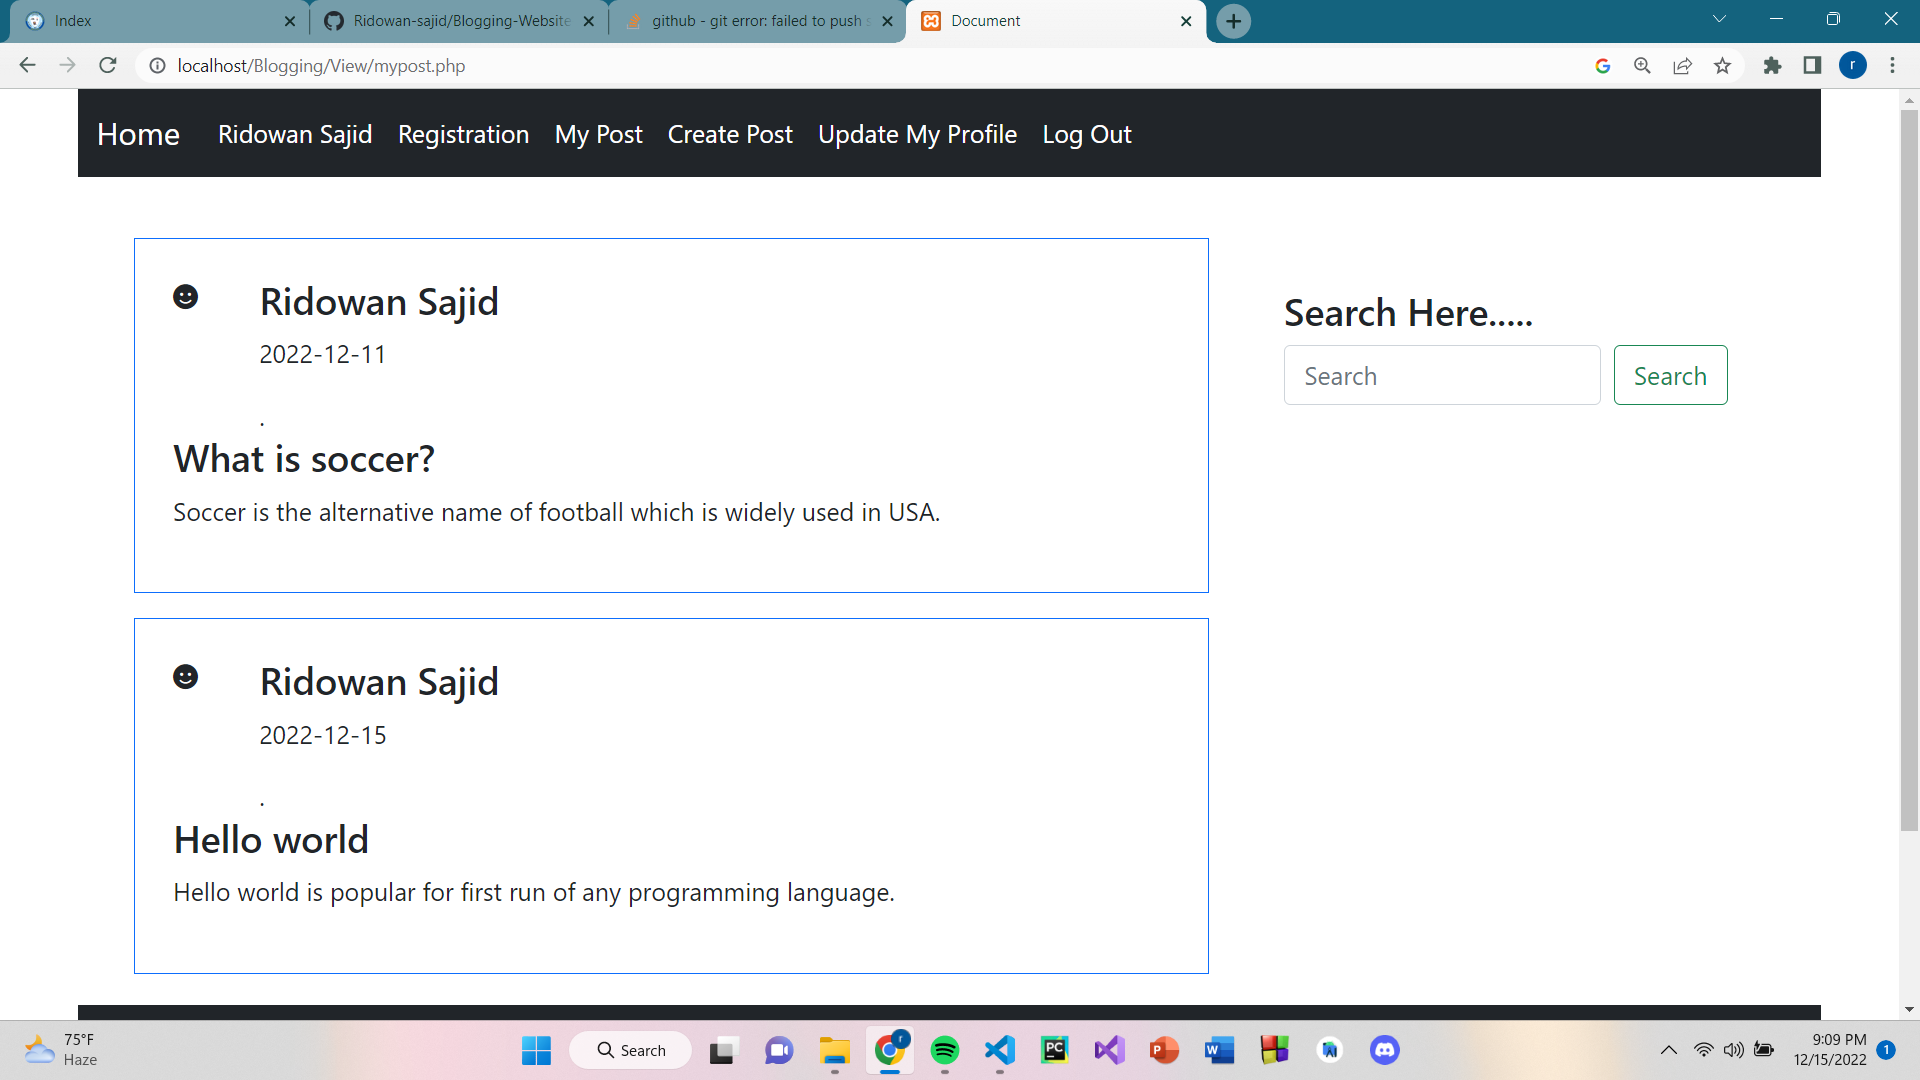 Index
Ridowan-sajid/Blogging-Website
github - git error: failed to push s
Document
localhost/Blogging/View/mypost.php
r
Home Ridowan Sajid Registration My Post Create Post Update My Profile Log Out
Ridowan Sajid
2022-12-11
.
What is soccer?
Soccer is the alternative name of football which is widely used in USA.
Search Here.....
Search Search
Ridowan Sajid
2022-12-15
.
Hello world
Hello world is popular for first run of any programming language.
75°F
Haze
Search
r
PC
P
W
9:09 PM
12/15/2022
1